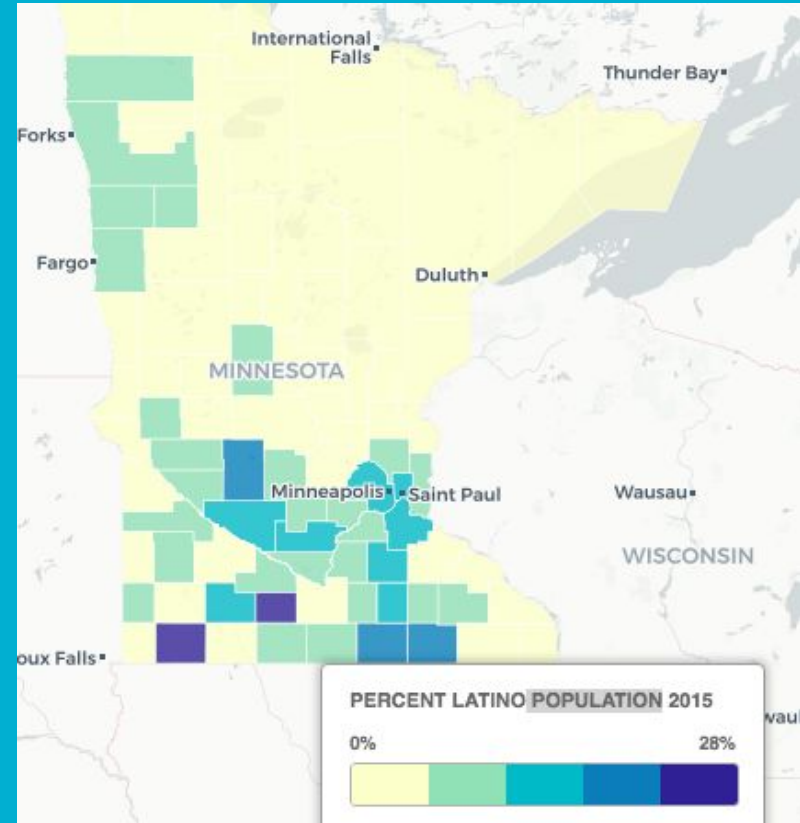 International
Falls
Thunder Bay
Forks
Fargo
Duluth
MINNESOTA
Minneapolis
Saint Paul
Wausau
WISCONSIN
oux Falls
PERCENT LATINO POPULATION 2015
waul
0%
28%